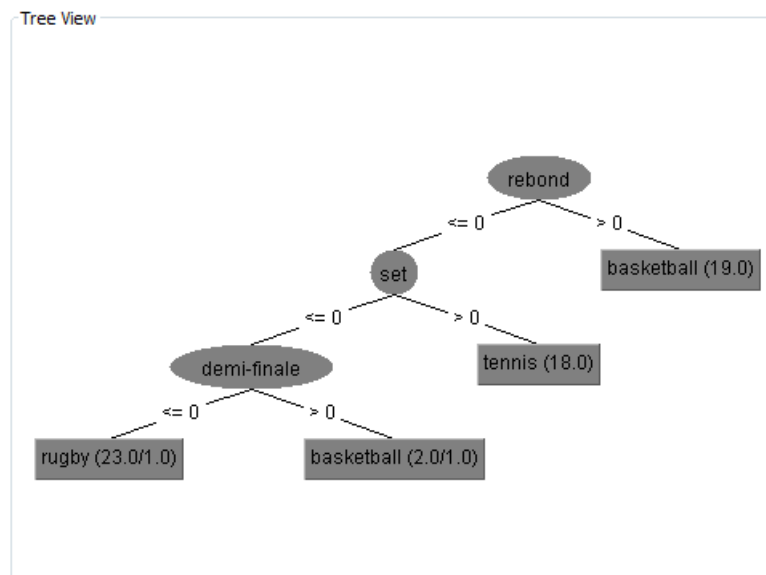 Tree View
rebond
<= 0
> 0
set
basketball (19.0)
<= 0
> 0
demi-finale
tennis (18.0)
<= 0
> 0
rugby (23.0/1.0)
basketball (2.0/1.0)